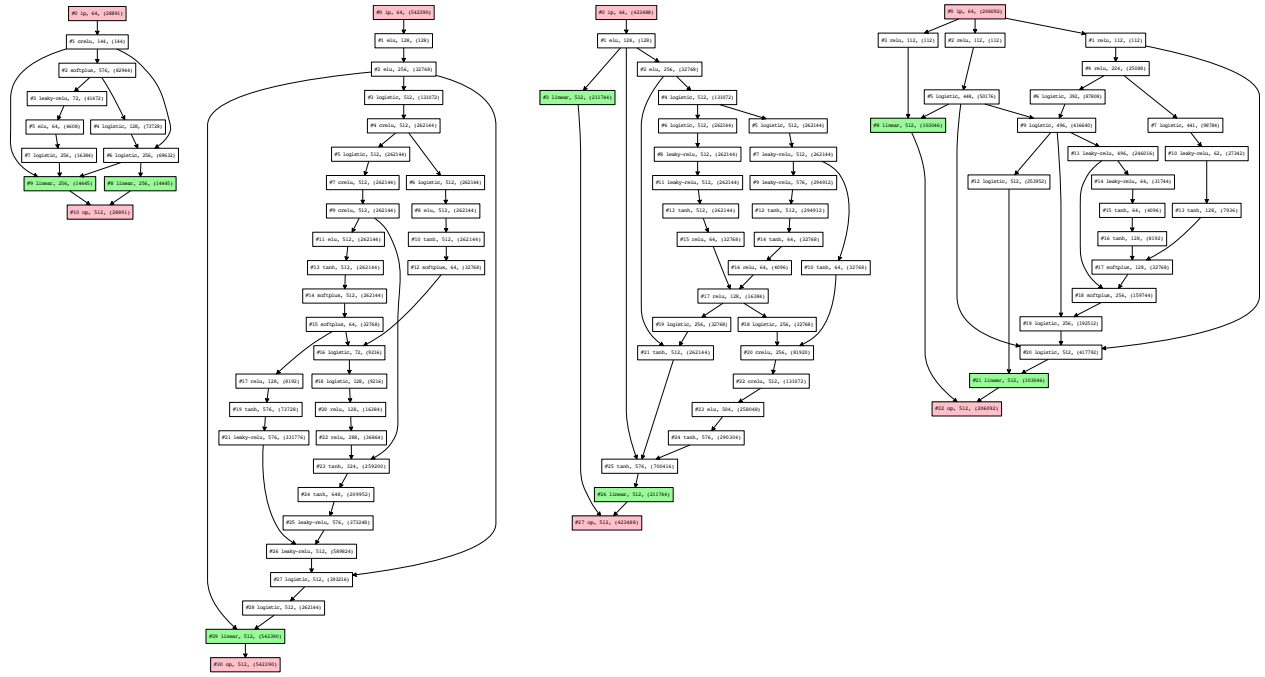 #0 ip, 64, (28891)
#1 crelu, 144, (144)
#2 softplus, 576, (82944)
#3 leaky-relu, 72, (41472)
#5 elu, 64, (4608)
#4 logistic, 128, (73728)
#7 logistic, 256, (16384)
#6 logistic, 256, (69632)
#9 linear, 256, (14445)
#8 linear, 256, (14445)
#10 op, 512, (28891)
#0 ip, 64, (542390)
#1 elu, 128, (128)
#2 elu, 256, (32768)
#3 logistic, 512, (131072)
#4 crelu, 512, (262144)
#5 logistic, 512, (262144)
#7 crelu, 512, (262144)
#6 logistic, 512, (262144)
#9 crelu, 512, (262144)
#8 elu, 512, (262144)
#11 elu, 512, (262144)
#10 tanh, 512, (262144)
#13 tanh, 512, (262144)
#12 softplus, 64, (32768)
#14 softplus, 512, (262144)
#15 softplus, 64, (32768)
#16 logistic, 72, (9216)
#17 relu, 128, (8192)
#18 logistic, 128, (9216)
#19 tanh, 576, (73728)
#20 relu, 128, (16384)
#21 leaky-relu, 576, (331776)
#22 relu, 288, (36864)
#23 tanh, 324, (259200)
#24 tanh, 648, (209952)
#25 leaky-relu, 576, (373248)
#26 leaky-relu, 512, (589824)
#27 logistic, 512, (393216)
#28 logistic, 512, (262144)
#29 linear, 512, (542390)
#30 op, 512, (542390)
#0 ip, 64, (423488)
#1 elu, 128, (128)
#2 elu, 256, (32768)
#3 linear, 512, (211744)
#4 logistic, 512, (131072)
#6 logistic, 512, (262144)
#5 logistic, 512, (262144)
#8 leaky-relu, 512, (262144)
#7 leaky-relu, 512, (262144)
#11 leaky-relu, 512, (262144)
#9 leaky-relu, 576, (294912)
#13 tanh, 512, (262144)
#12 tanh, 512, (294912)
#15 relu, 64, (32768)
#14 tanh, 64, (32768)
#16 relu, 64, (4096)
#10 tanh, 64, (32768)
#17 relu, 128, (16384)
#19 logistic, 256, (32768)
#18 logistic, 256, (32768)
#21 tanh, 512, (262144)
#20 crelu, 256, (81920)
#22 crelu, 512, (131072)
#23 elu, 504, (258048)
#24 tanh, 576, (290304)
#25 tanh, 576, (700416)
#26 linear, 512, (211744)
#27 op, 512, (423488)
#0 ip, 64, (206092)
#3 relu, 112, (112)
#2 relu, 112, (112)
#1 relu, 112, (112)
#4 relu, 224, (25088)
#5 logistic, 448, (50176)
#6 logistic, 392, (87808)
#8 linear, 512, (103046)
#9 logistic, 496, (416640)
#7 logistic, 441, (98784)
#11 leaky-relu, 496, (246016)
#10 leaky-relu, 62, (27342)
#12 logistic, 512, (253952)
#14 leaky-relu, 64, (31744)
#15 tanh, 64, (4096)
#13 tanh, 128, (7936)
#16 tanh, 128, (8192)
#17 softplus, 128, (32768)
#18 softplus, 256, (159744)
#19 logistic, 256, (192512)
#20 logistic, 512, (417792)
#21 linear, 512, (103046)
#22 op, 512, (206092)